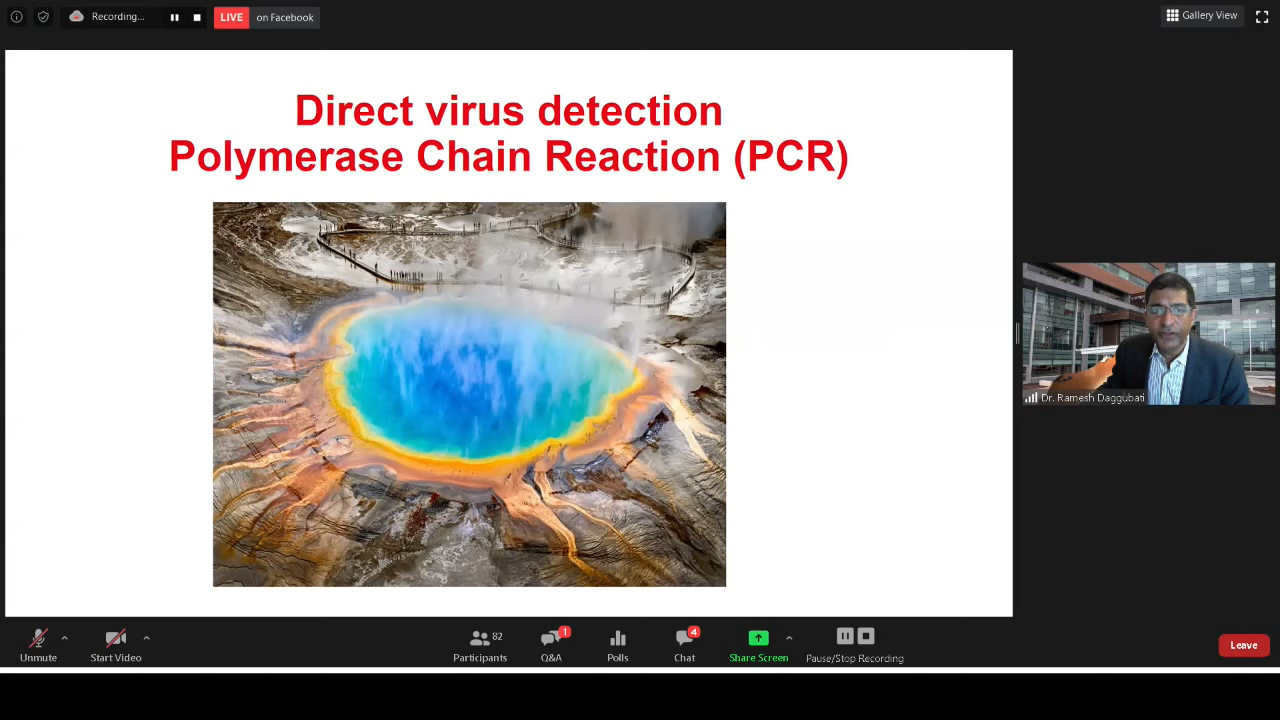 Recording...
LIVE on Facebook
Gallery View
Direct virus detection
Polymerase Chain Reaction (PCR)
Dr. Ramesh Daggubati
Unmute
Start Video
82
Participants
1
Q&A
Polls
4
Chat
Share Screen
Pause/Stop Recording
Leave